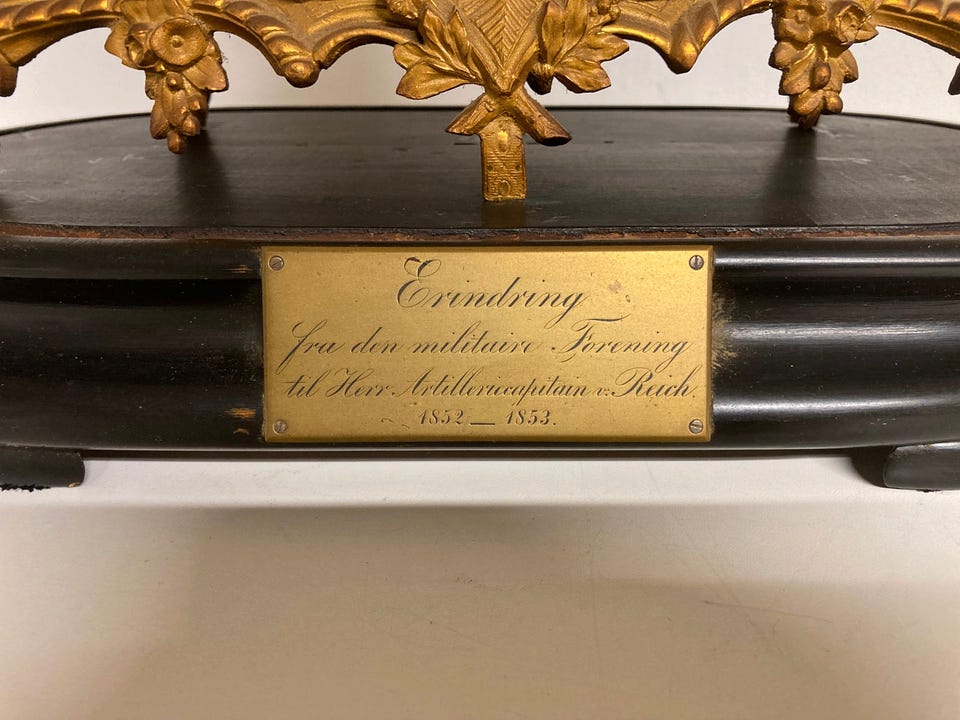 Erindring
fra den militaire Forening
til Herr Artillericapitain v. Reich.
~ 1852 — 1853.